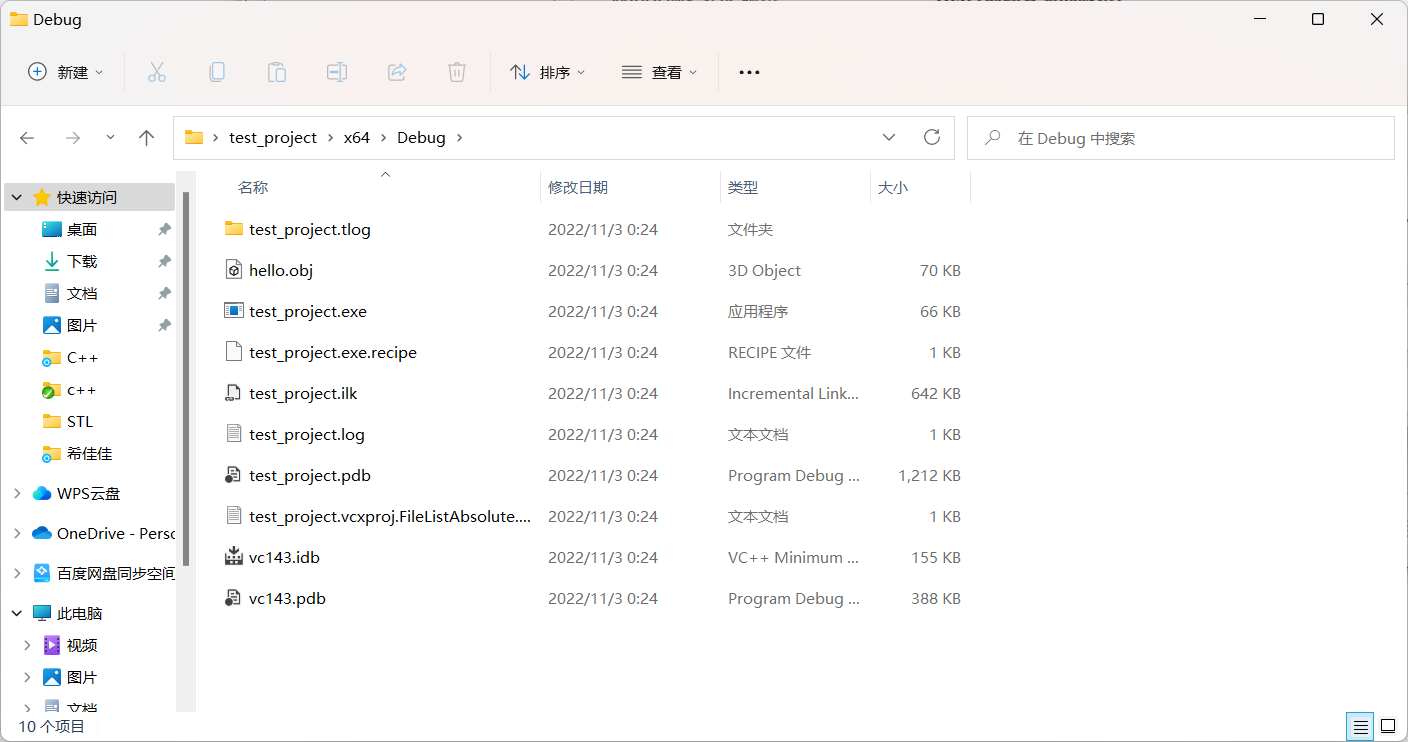 Debug
新建
排序
查看
test_project
x64
Debug
在 Debug 中搜索
名称 修改日期 类型 大小
test_project.tlog 2022/11/3 0:24 文件夹
hello.obj 2022/11/3 0:24 3D Object 70 KB
test_project.exe 2022/11/3 0:24 应用程序 66 KB
test_project.exe.recipe 2022/11/3 0:24 RECIPE 文件 1 KB
test_project.ilk 2022/11/3 0:24 Incremental Link... 642 KB
test_project.log 2022/11/3 0:24 文本文档 1 KB
test_project.pdb 2022/11/3 0:24 Program Debug ... 1,212 KB
test_project.vcxproj.FileListAbsolute.... 2022/11/3 0:24 文本文档 1 KB
vc143.idb 2022/11/3 0:24 VC++ Minimum ... 155 KB
vc143.pdb 2022/11/3 0:24 Program Debug ... 388 KB
快速访问
桌面
下载
文档
图片
C++
c++
STL
希佳佳
WPS云盘
OneDrive - Perso
百度网盘同步空间
此电脑
视频
图片
文档
10 个项目